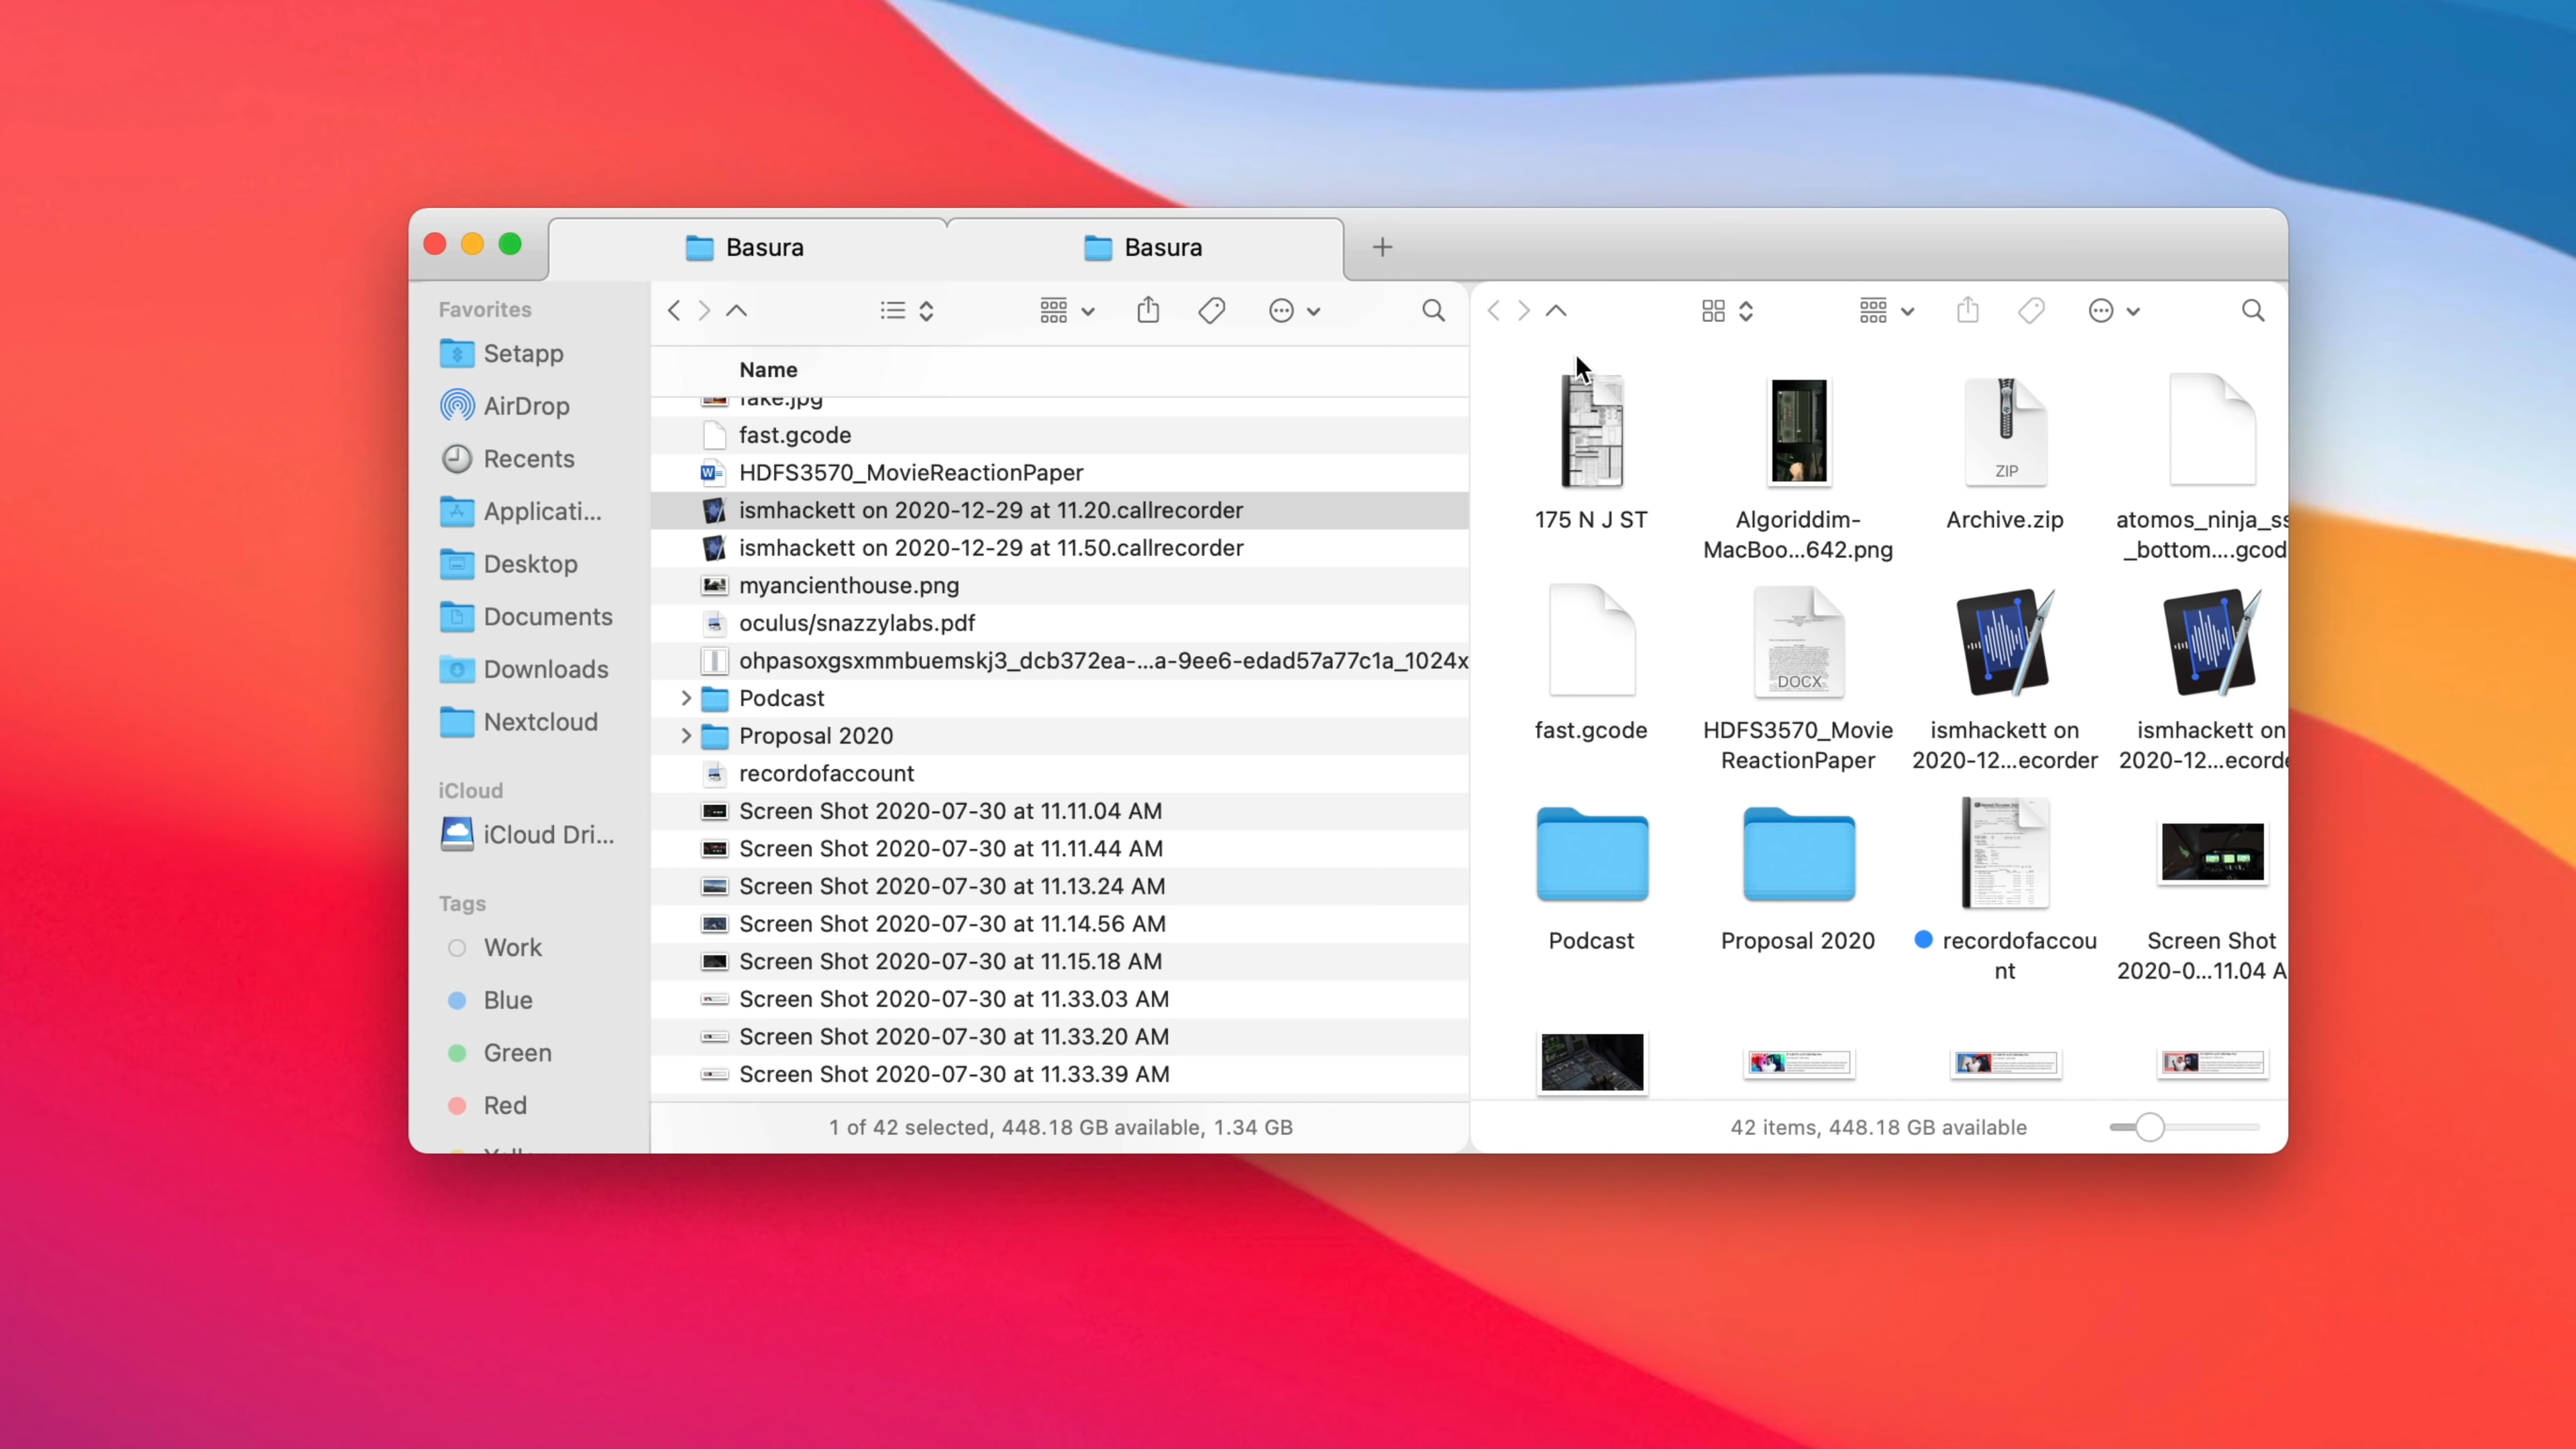 Basura
Basura
Favorites
Setapp
AirDrop
Recents
Applicati...
Desktop
Documents
Downloads
Nextcloud
iCloud
iCloud Dri...
Tags
Work
Blue
Green
Red
Name
fake.jpg
fast.gcode
HDFS3570_MovieReactionPaper
ismhackett on 2020-12-29 at 11.20.callrecorder
ismhackett on 2020-12-29 at 11.50.callrecorder
myancienthouse.png
oculus/snazzylabs.pdf
ohpasoxgsxmmbuemskj3_dcb372ea-...a-9ee6-edad57a77c1a_1024x
Podcast
Proposal 2020
recordofaccount
Screen Shot 2020-07-30 at 11.11.04 AM
Screen Shot 2020-07-30 at 11.11.44 AM
Screen Shot 2020-07-30 at 11.13.24 AM
Screen Shot 2020-07-30 at 11.14.56 AM
Screen Shot 2020-07-30 at 11.15.18 AM
Screen Shot 2020-07-30 at 11.33.03 AM
Screen Shot 2020-07-30 at 11.33.20 AM
Screen Shot 2020-07-30 at 11.33.39 AM
1 of 42 selected, 448.18 GB available, 1.34 GB
175 N J ST
Algoriddim-
MacBoo...642.png
ZIP
Archive.zip
atomos_ninja_ss
_bottom....gcod
fast.gcode
DOCX
HDFS3570_Movie
ReactionPaper
ismhackett on
2020-12...ecorder
ismhackett on
2020-12...ecorde
Podcast
Proposal 2020
recordofaccou
nt
Screen Shot
2020-0...11.04 A
42 items, 448.18 GB available